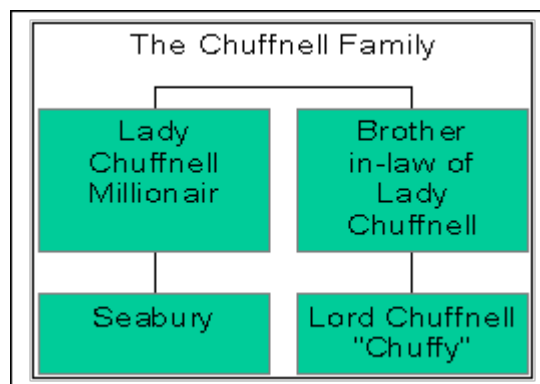 The Chuffnell Family
Lady
Chuffnell
Millionair
Brother
in-law of
Lady
Chuffnell
Seabury
Lord Chuffnell
"Chuffy"